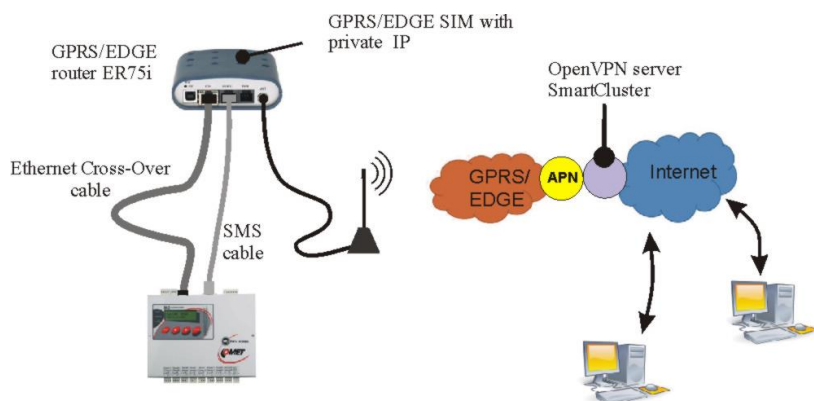 GPRS/EDGE SIM with
private IP
GPRS/EDGE
router ER75i
OpenVPN server
SmartCluster
Ethernet Cross-Over
cable
GPRS/
EDGE
APN
Internet
SMS
cable
COMET